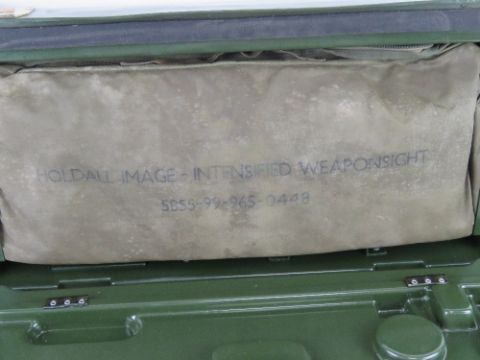 HOLDALL IMAGE - INTENSIFIED WEAPONSIGHT
5855-99-965-0448